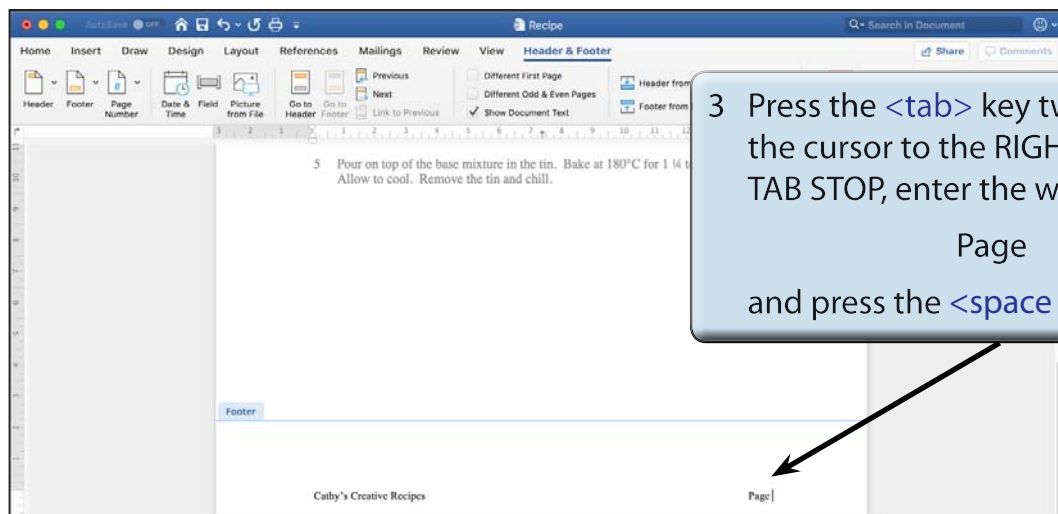 AutoSave OFF
Recipe
Search in Document
Home Insert Draw Design Layout References Mailings Review View Header & Footer
Share Comments
Header
Footer
Page Number
Date & Time
Field
Picture from File
Go to Header
Go to Footer
Previous
Next
Link to Previous
Different First Page
Different Odd & Even Pages
✓ Show Document Text
Header from
Footer from
3 Press the <tab> key tw
the cursor to the RIGH
TAB STOP, enter the w
Page
and press the <space
5 Pour on top of the base mixture in the tin. Bake at 180°C for 1 ¼ t
Allow to cool. Remove the tin and chill.
Footer
Cathy's Creative Recipes Page